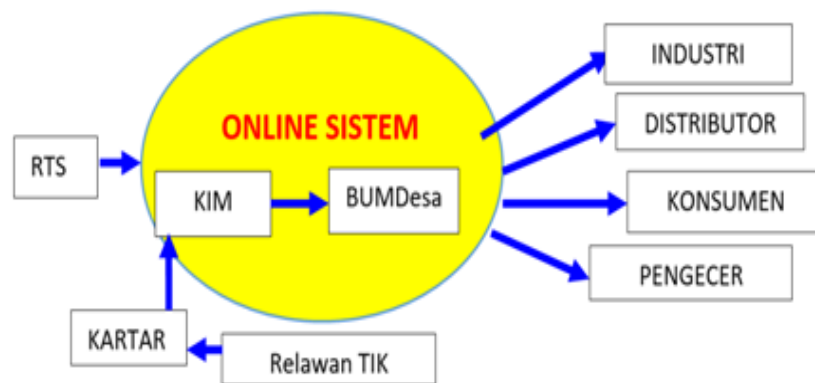 INDUSTRI
ONLINE SISTEM
DISTRIBUTOR
RTS
KIM
BUMDesa
KONSUMEN
PENGECER
KARTAR
Relawan TIK